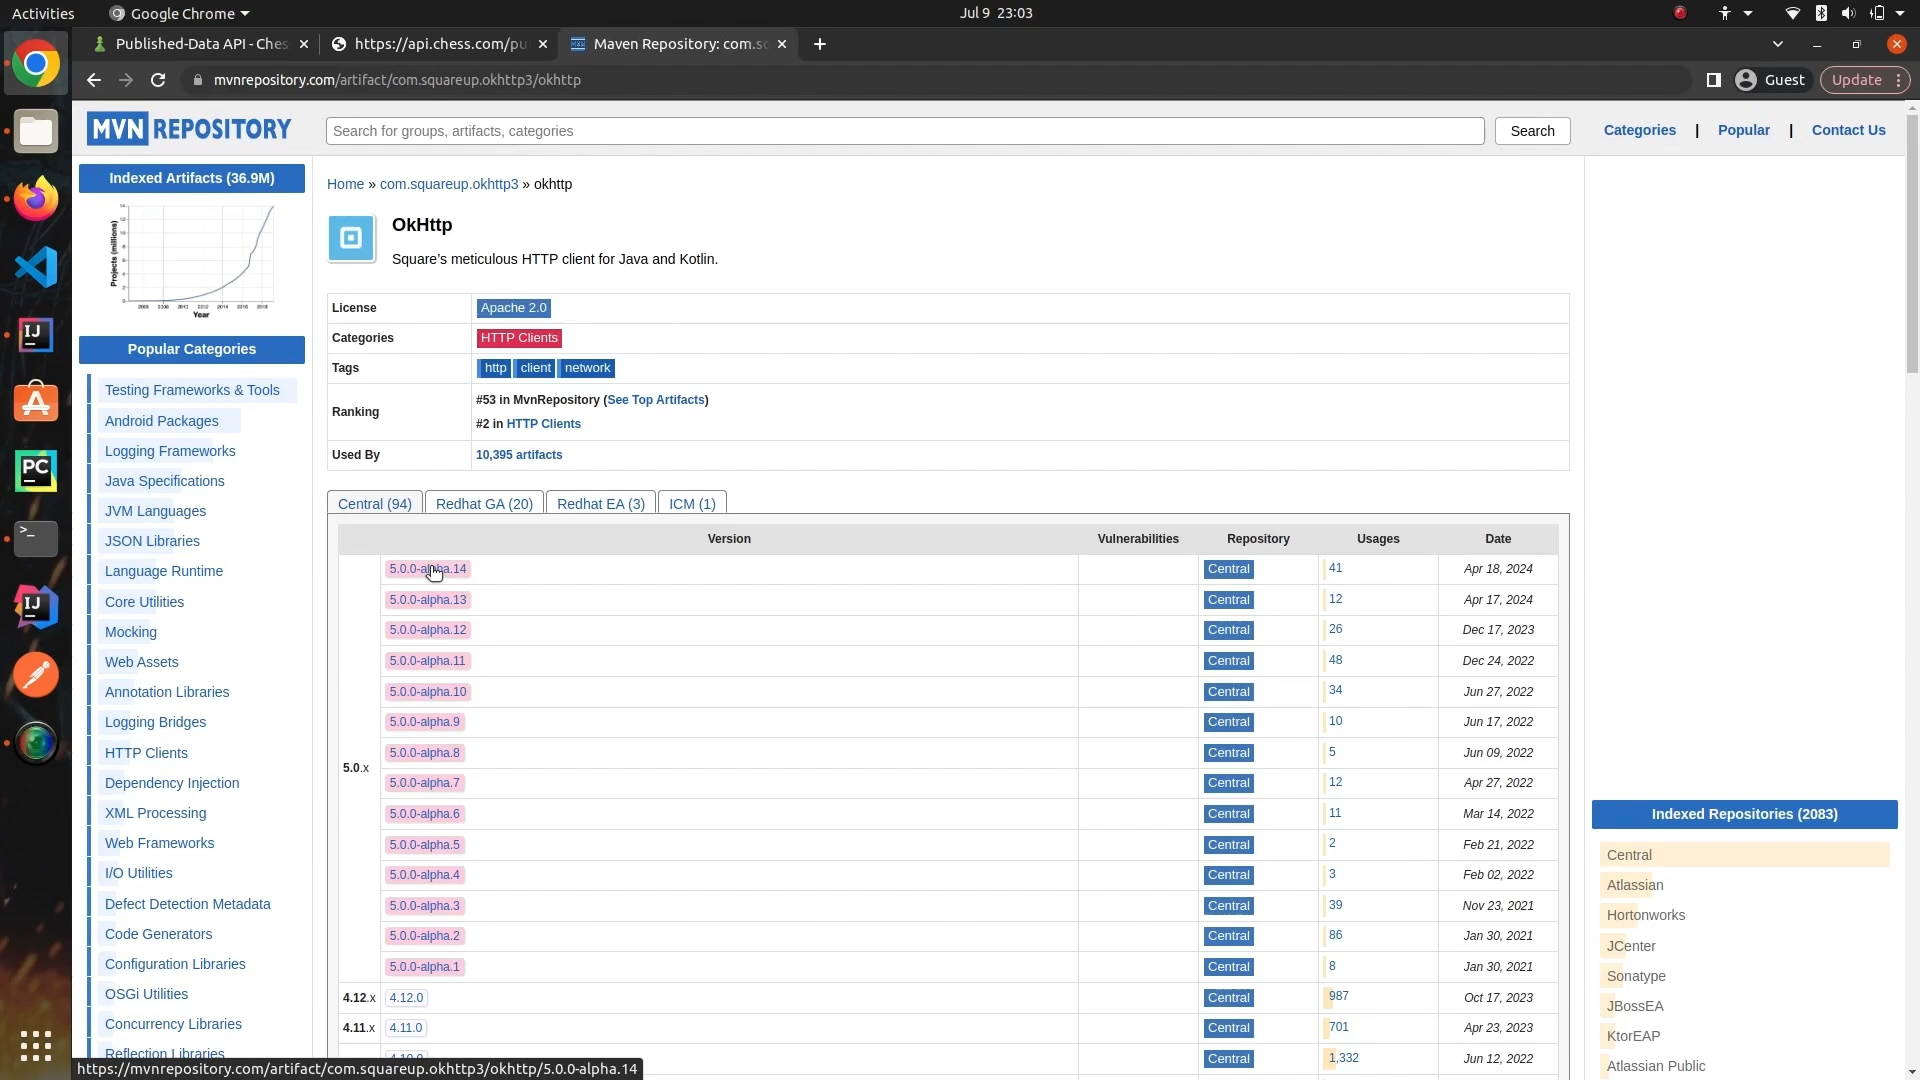 Activities
Google Chrome
Jul 9 23:03
Published-Data API - Ches
https://api.chess.com/pu
Maven Repository: com.sq
mvnrepository.com/artifact/com.squareup.okhttp3/okhttp
Guest
Update
MVN REPOSITORY
Search for groups, artifacts, categories
Search
Categories | Popular | Contact Us
Indexed Artifacts (36.9M)
Projects (millions)
Year
Popular Categories
Testing Frameworks & Tools
Android Packages
Logging Frameworks
Java Specifications
JVM Languages
JSON Libraries
Language Runtime
Core Utilities
Mocking
Web Assets
Annotation Libraries
Logging Bridges
HTTP Clients
Dependency Injection
XML Processing
Web Frameworks
I/O Utilities
Defect Detection Metadata
Code Generators
Configuration Libraries
OSGi Utilities
Concurrency Libraries
Reflection Libraries
Home » com.squareup.okhttp3 » okhttp
OkHttp
Square's meticulous HTTP client for Java and Kotlin.
License Apache 2.0
Categories HTTP Clients
Tags http client network
Ranking #53 in MvnRepository (See Top Artifacts)
#2 in HTTP Clients
Used By 10,395 artifacts
Central (94) Redhat GA (20) Redhat EA (3) ICM (1)
Version Vulnerabilities Repository Usages Date
5.0.x
5.0.0-alpha.14 Central 41 Apr 18, 2024
5.0.0-alpha.13 Central 12 Apr 17, 2024
5.0.0-alpha.12 Central 26 Dec 17, 2023
5.0.0-alpha.11 Central 48 Dec 24, 2022
5.0.0-alpha.10 Central 34 Jun 27, 2022
5.0.0-alpha.9 Central 10 Jun 17, 2022
5.0.0-alpha.8 Central 5 Jun 09, 2022
5.0.0-alpha.7 Central 12 Apr 27, 2022
5.0.0-alpha.6 Central 11 Mar 14, 2022
5.0.0-alpha.5 Central 2 Feb 21, 2022
5.0.0-alpha.4 Central 3 Feb 02, 2022
5.0.0-alpha.3 Central 39 Nov 23, 2021
5.0.0-alpha.2 Central 86 Jan 30, 2021
5.0.0-alpha.1 Central 8 Jan 30, 2021
4.12.x 4.12.0 Central 987 Oct 17, 2023
4.11.x 4.11.0 Central 701 Apr 23, 2023
4.10.0 Central 1,332 Jun 12, 2022
Indexed Repositories (2083)
Central
Atlassian
Hortonworks
JCenter
Sonatype
JBossEA
KtorEAP
Atlassian Public
https://mvnrepository.com/artifact/com.squareup.okhttp3/okhttp/5.0.0-alpha.14
IJ
PC
IJ